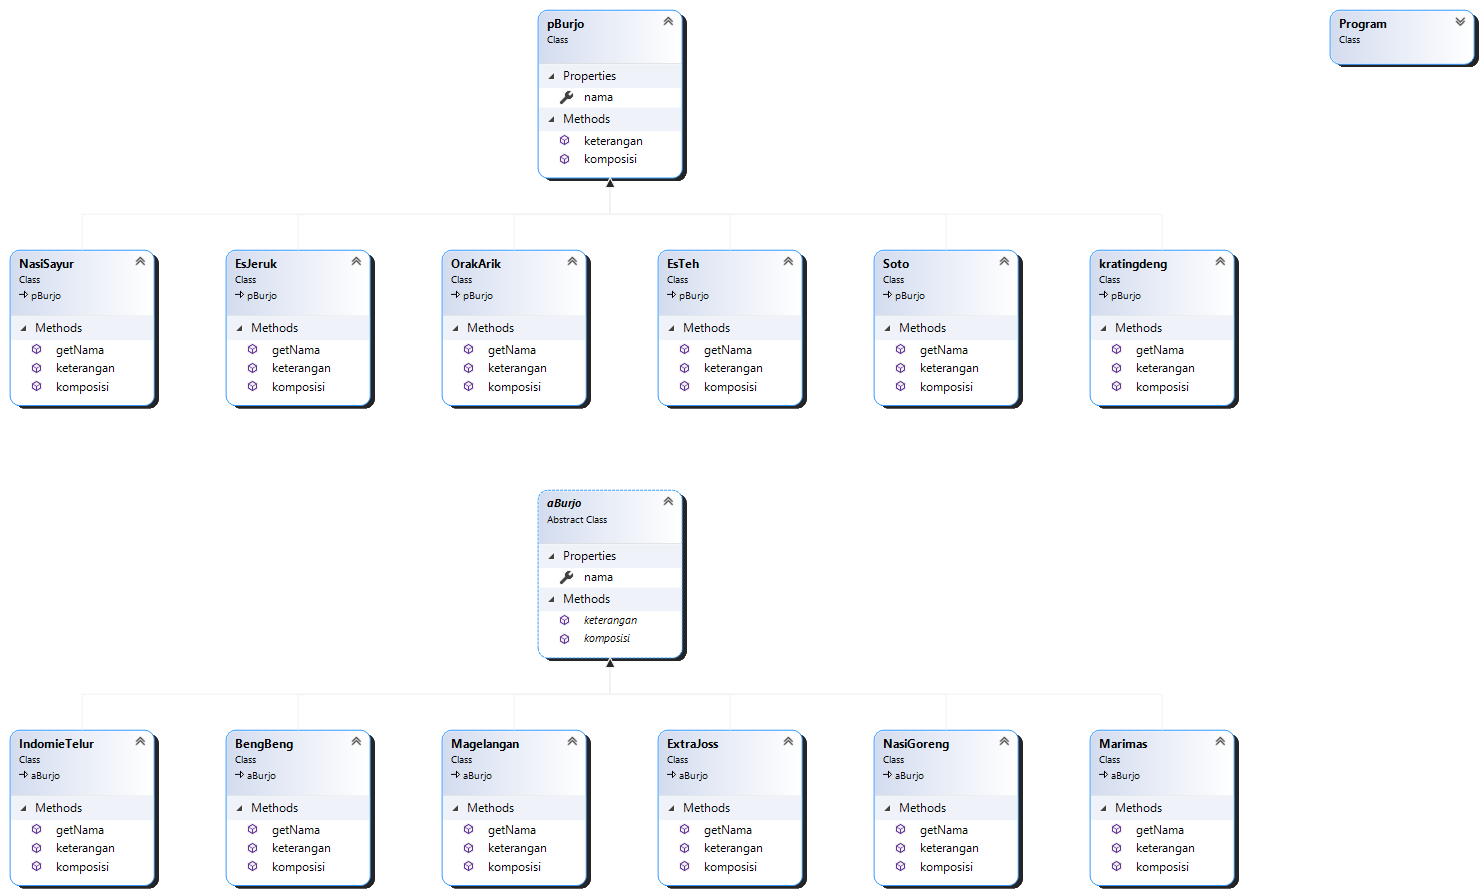 pBurjo
Class
Properties
nama
Methods
keterangan
komposisi
Program
Class
NasiSayur
Class
pBurjo
Methods
getNama
keterangan
komposisi
EsJeruk
Class
pBurjo
Methods
getNama
keterangan
komposisi
OrakArik
Class
pBurjo
Methods
getNama
keterangan
komposisi
EsTeh
Class
pBurjo
Methods
getNama
keterangan
komposisi
Soto
Class
pBurjo
Methods
getNama
keterangan
komposisi
kratingdeng
Class
pBurjo
Methods
getNama
keterangan
komposisi
aBurjo
Abstract Class
Properties
nama
Methods
keterangan
komposisi
IndomieTelur
Class
aBurjo
Methods
getNama
keterangan
komposisi
BengBeng
Class
aBurjo
Methods
getNama
keterangan
komposisi
Magelangan
Class
aBurjo
Methods
getNama
keterangan
komposisi
ExtraJoss
Class
aBurjo
Methods
getNama
keterangan
komposisi
NasiGoreng
Class
aBurjo
Methods
getNama
keterangan
komposisi
Marimas
Class
aBurjo
Methods
getNama
keterangan
komposisi